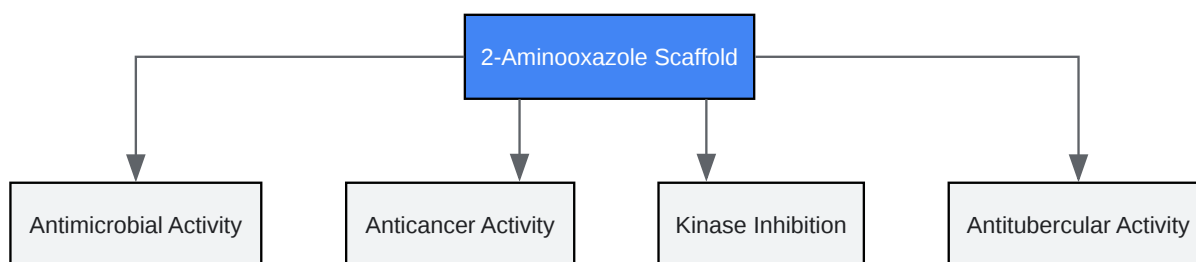 2-Aminooxazole Scaffold
Antimicrobial Activity
Anticancer Activity
Kinase Inhibition
Antitubercular Activity